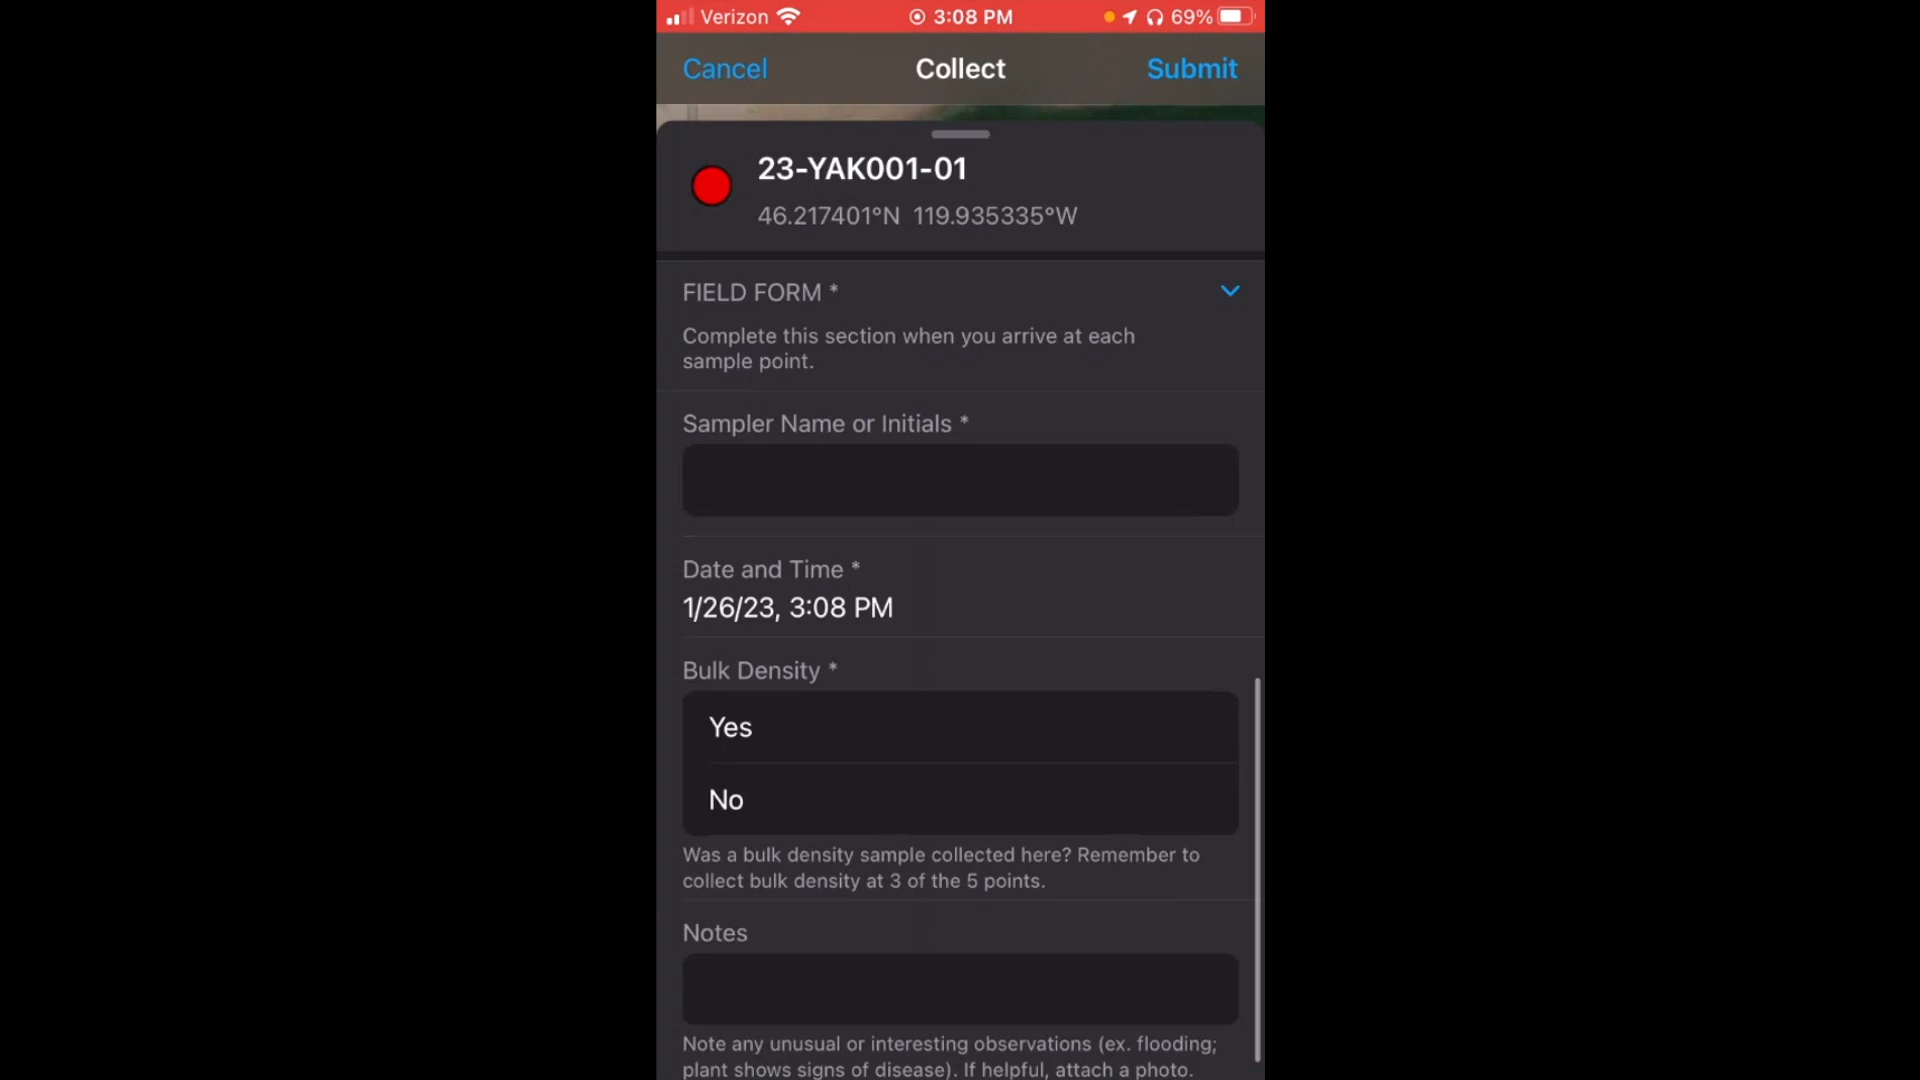 Verizon 3:08 PM 69%
Cancel Collect Submit
23-YAK001-01
46.217401°N 119.935335°W
FIELD FORM *
Complete this section when you arrive at each
sample point.
Sampler Name or Initials *
Date and Time *
1/26/23, 3:08 PM
Bulk Density *
Yes
No
Was a bulk density sample collected here? Remember to
collect bulk density at 3 of the 5 points.
Notes
Note any unusual or interesting observations (ex. flooding;
plant shows signs of disease). If helpful, attach a photo.